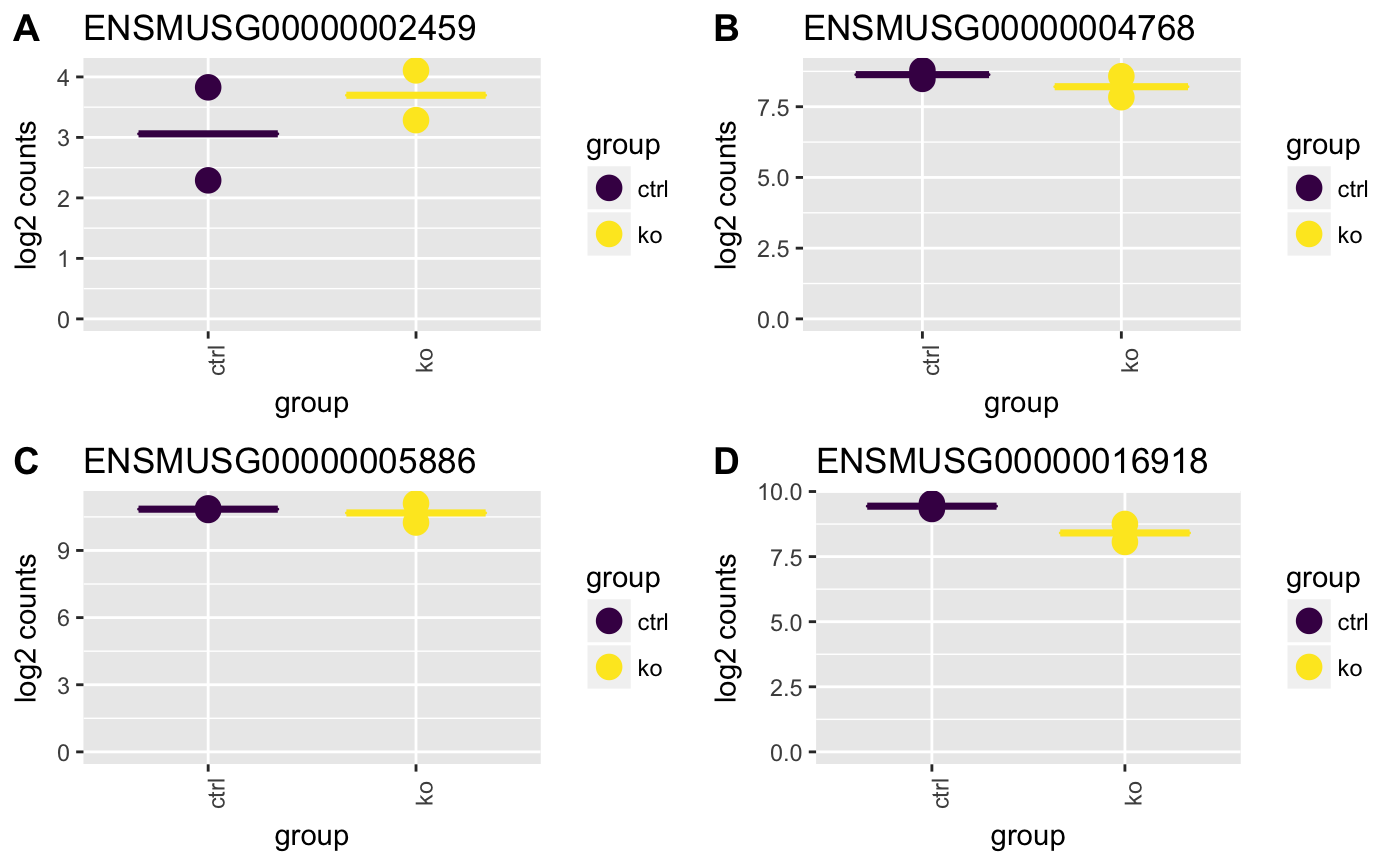 A ENSMUSG00000002459
log2 counts
4
3
2
1
0
ctrl
ko
group
group
ctrl
ko
B ENSMUSG00000004768
log2 counts
7.5
5.0
2.5
0.0
ctrl
ko
group
group
ctrl
ko
C ENSMUSG00000005886
log2 counts
9
6
3
0
ctrl
ko
group
group
ctrl
ko
D ENSMUSG00000016918
log2 counts
10.0
7.5
5.0
2.5
0.0
ctrl
ko
group
group
ctrl
ko